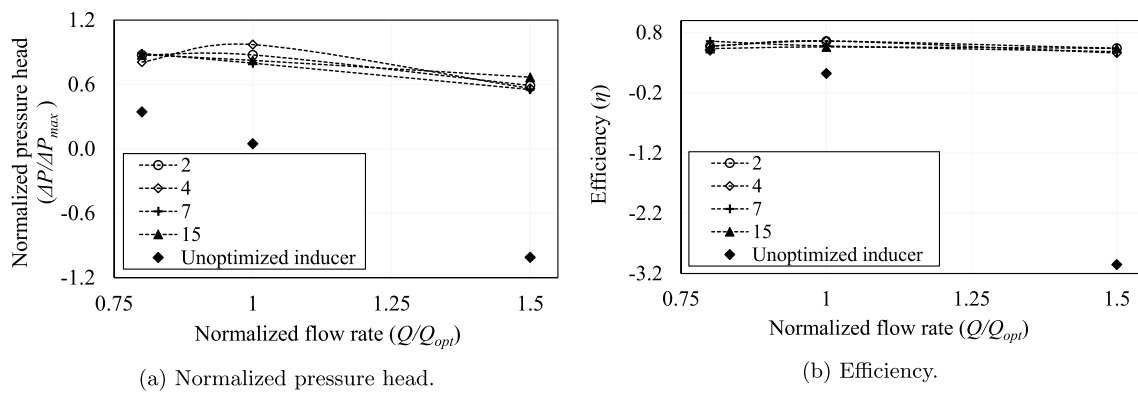 Normalized pressure head
(ΔP/ΔP_max)
1.2
0.6
0.0
-0.6
-1.2
2
4
7
15
Unoptimized inducer
0.75
1
1.25
1.5
Normalized flow rate (Q/Q_opt)
(a) Normalized pressure head.
Efficiency (η)
0.8
-0.2
-1.2
-2.2
-3.2
2
4
7
15
Unoptimized inducer
0.75
1
1.25
1.5
Normalized flow rate (Q/Q_opt)
(b) Efficiency.